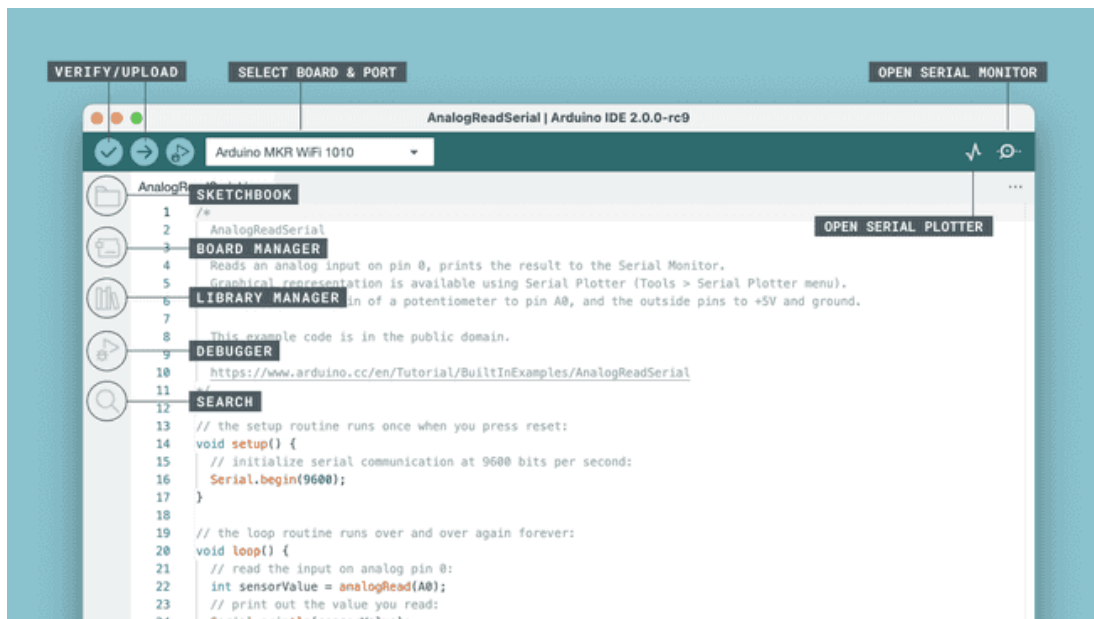 VERIFY/UPLOAD
SELECT BOARD & PORT
OPEN SERIAL MONITOR
AnalogReadSerial | Arduino IDE 2.0.0-rc9
Arduino MKR WiFi 1010
SKETCHBOOK
OPEN SERIAL PLOTTER
BOARD MANAGER
LIBRARY MANAGER
DEBUGGER
SEARCH
1 /*
2 AnalogReadSerial
3
4 Reads an analog input on pin 0, prints the result to the Serial Monitor.
5 Graphical representation is available using Serial Plotter (Tools > Serial Plotter menu).
6 of a potentiometer to pin A0, and the outside pins to +5V and ground.
7
8 This example code is in the public domain.
9
10 https://www.arduino.cc/en/Tutorial/BuiltInExamples/AnalogReadSerial
11 */
12
13 // the setup routine runs once when you press reset:
14 void setup() {
15 // initialize serial communication at 9600 bits per second:
16 Serial.begin(9600);
17 }
18
19 // the loop routine runs over and over again forever:
20 void loop() {
21 // read the input on analog pin 0:
22 int sensorValue = analogRead(A0);
23 // print out the value you read: